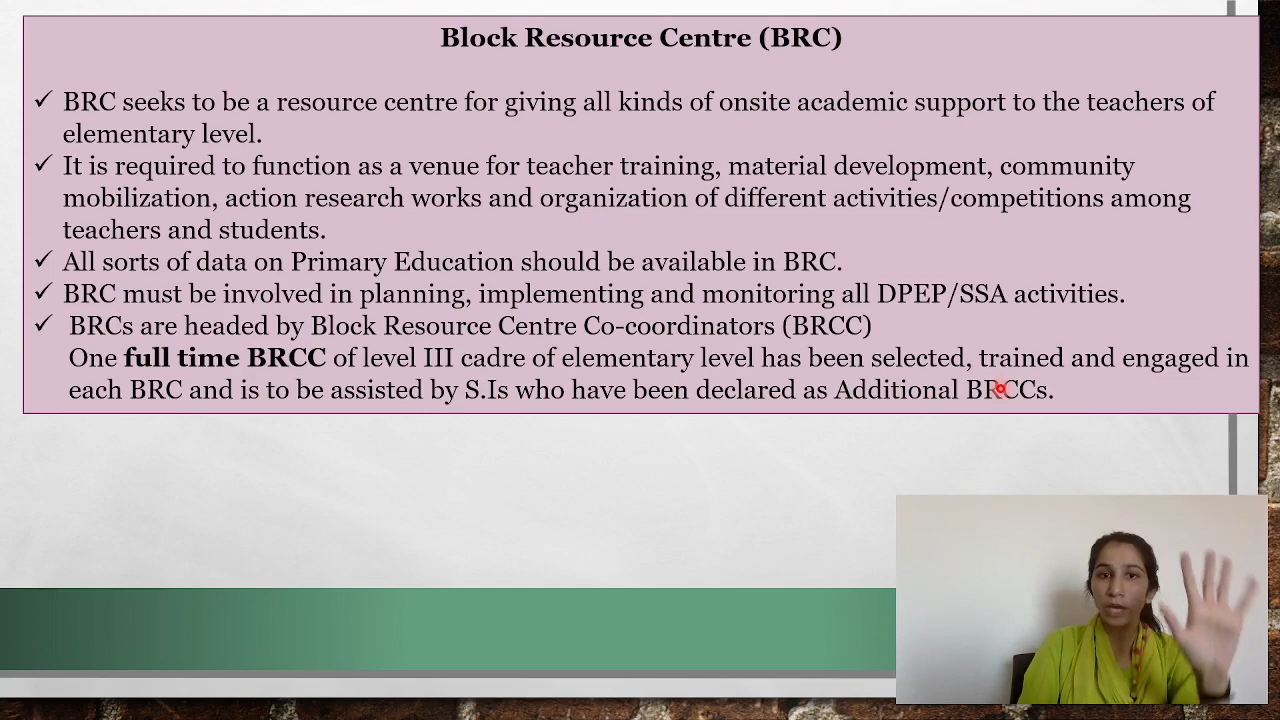 Block Resource Centre (BRC)
✓ BRC seeks to be a resource centre for giving all kinds of onsite academic support to the teachers of
elementary level.
✓ It is required to function as a venue for teacher training, material development, community
mobilization, action research works and organization of different activities/competitions among
teachers and students.
✓ All sorts of data on Primary Education should be available in BRC.
✓ BRC must be involved in planning, implementing and monitoring all DPEP/SSA activities.
✓ BRCs are headed by Block Resource Centre Co-coordinators (BRCC)
One full time BRCC of level III cadre of elementary level has been selected, trained and engaged in
each BRC and is to be assisted by S.Is who have been declared as Additional BRCCs.